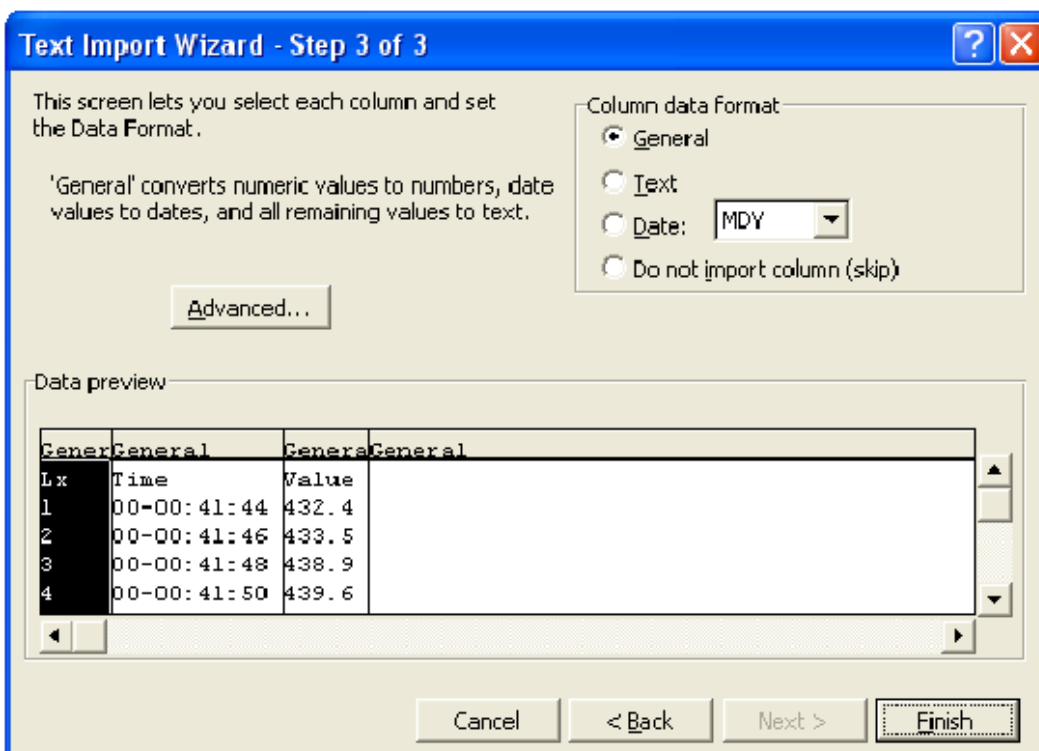 Text Import Wizard - Step 3 of 3
This screen lets you select each column and set
the Data Format.
'General' converts numeric values to numbers, date
values to dates, and all remaining values to text.
Advanced...
Column data format
General
Text
Date: MDY
Do not import column (skip)
Data preview
Gener General Genera General
Lx Time Value
1 00-00:41:44 432.4
2 00-00:41:46 433.5
3 00-00:41:48 438.9
4 00-00:41:50 439.6
Cancel < Back Next > Finish